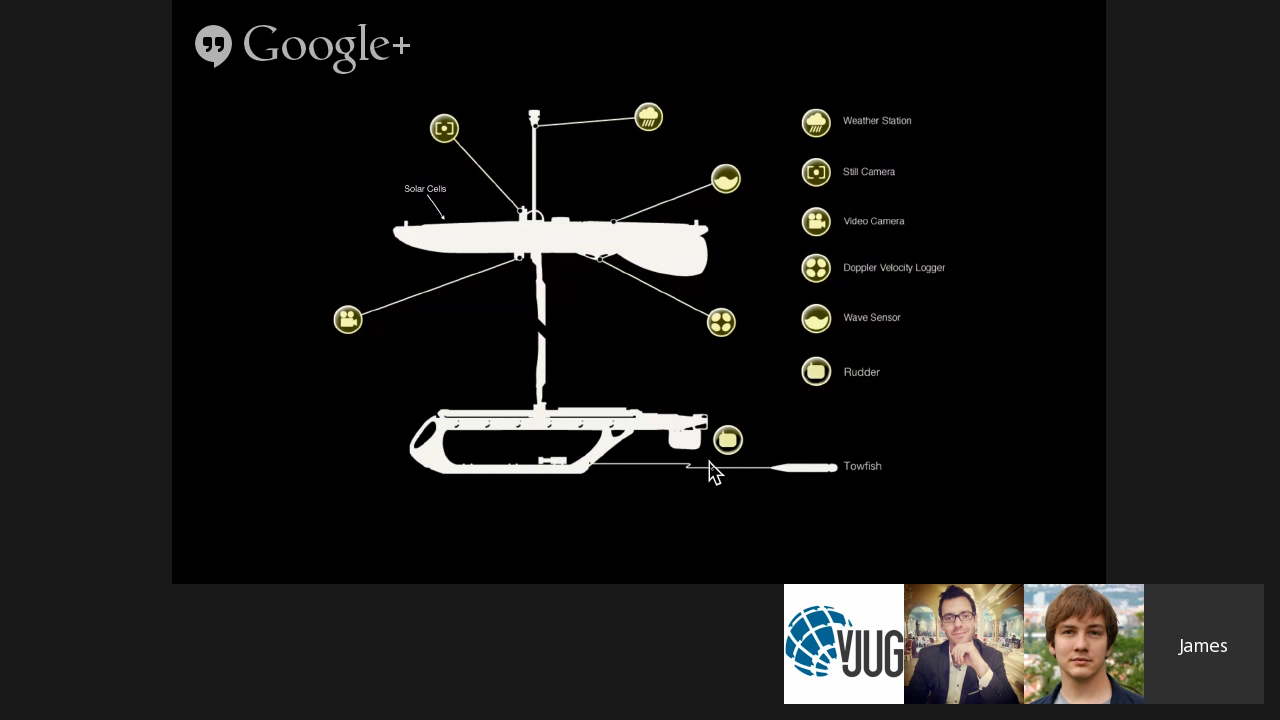 Google+
Weather Station
Still Camera
Solar Cells
Video Camera
Doppler Velocity Logger
Wave Sensor
Rudder
Towfish
vJUG
James